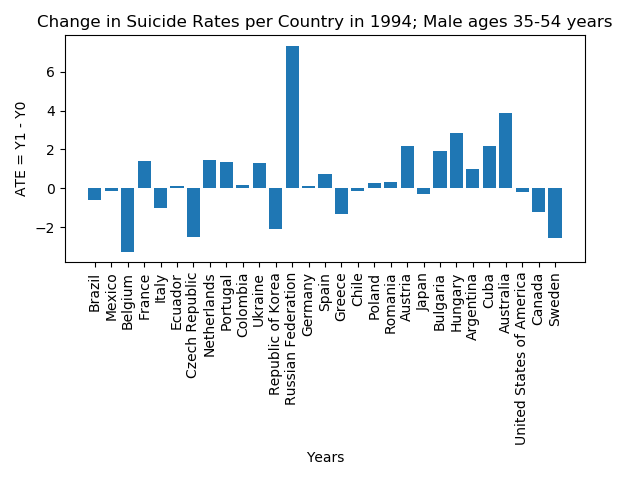 Change in Suicide Rates per Country in 1994; Male ages 35-54 years
ATE = Y1 - Y0
6
4
2
0
−2
Brazil
Mexico
Belgium
France
Italy
Ecuador
Czech Republic
Netherlands
Portugal
Colombia
Ukraine
Republic of Korea
Russian Federation
Germany
Spain
Greece
Chile
Poland
Romania
Austria
Japan
Bulgaria
Hungary
Argentina
Cuba
Australia
United States of America
Canada
Sweden
Years